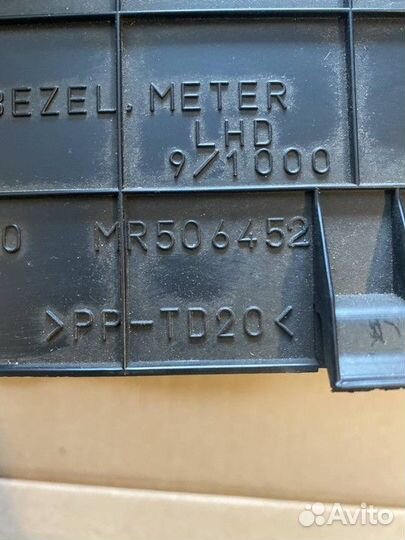 BEZEL, METER
LHD
9/1000
0 MR506452
>PP-TD20<
Avito